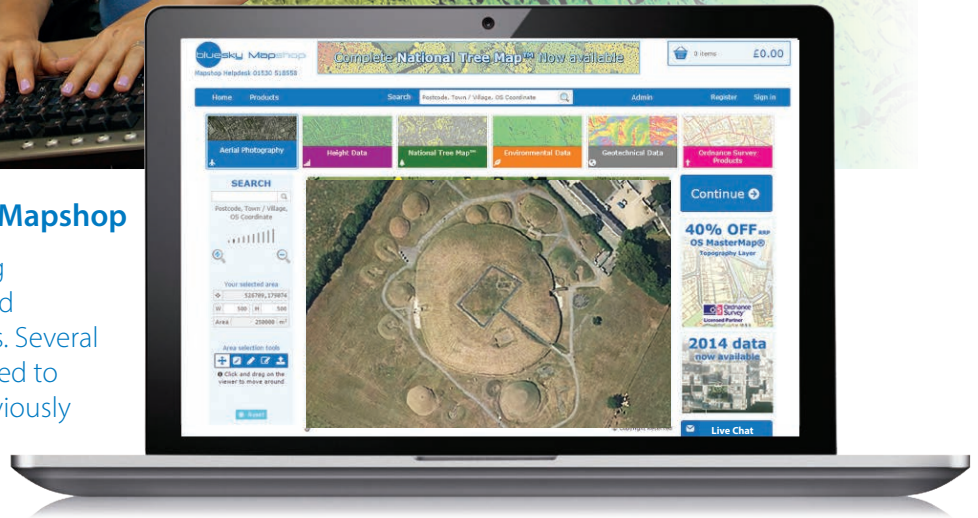 bluesky Mapshop
Mapshop Helpdesk 01530 518558
Complete National Tree Map™ Now available
0 items £0.00
Home Products Search Postcode, Town / Village, OS Coordinate Admin Register Sign in
Aerial Photography
Height Data
National Tree Map™
Environmental Data
Geotechnical Data
Ordnance Survey
Products
Mapshop
g
d
s. Several
ed to
viously
SEARCH
Postcode, Town / Village,
OS Coordinate
Your selected area
528709,179874
W 500 H 500
Area 250000 m²
Area selection tools
Click and drag on the
viewer to move around
Reset
Continue
40% OFF RRP
OS MasterMap®
Topography Layer
Ordnance
Survey
Licensed Partner
2014 data
now available
Live Chat